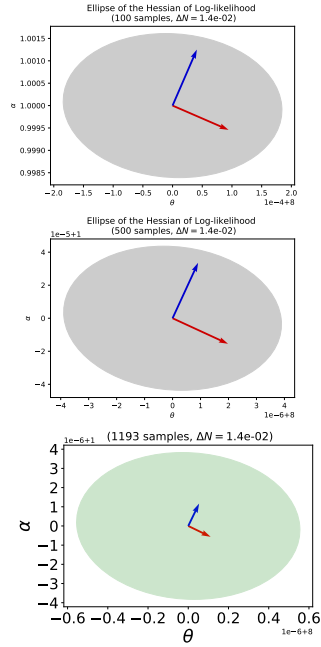 Ellipse of the Hessian of Log-likelihood
(100 samples, ΔN = 1.4e-02)
1.0015
1.0010
1.0005
1.0000
0.9995
0.9990
0.9985
α
−2.0 −1.5 −1.0 −0.5 0.0 0.5 1.0 1.5 2.0
θ
1e−4+8
Ellipse of the Hessian of Log-likelihood
(500 samples, ΔN = 1.4e-02)
1e−5+1
4
2
0
−2
−4
α
−4 −3 −2 −1 0 1 2 3 4
θ
1e−6+8
(1193 samples, ΔN = 1.4e-02)
1e−6+1
4
3
2
1
0
−1
−2
−3
−4
α
−0.6 −0.4 −0.2 0.0 0.2 0.4 0.6
θ
1e−6+8